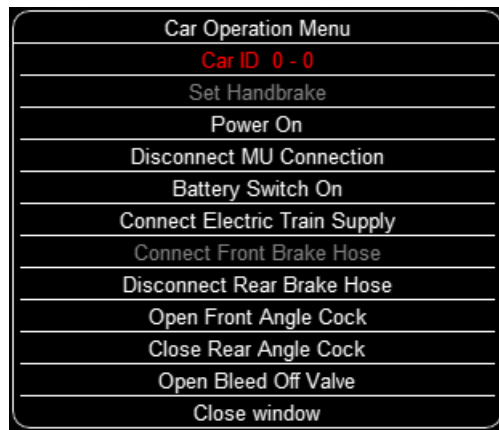 Car Operation Menu
Car ID 0 - 0
Set Handbrake
Power On
Disconnect MU Connection
Battery Switch On
Connect Electric Train Supply
Connect Front Brake Hose
Disconnect Rear Brake Hose
Open Front Angle Cock
Close Rear Angle Cock
Open Bleed Off Valve
Close window